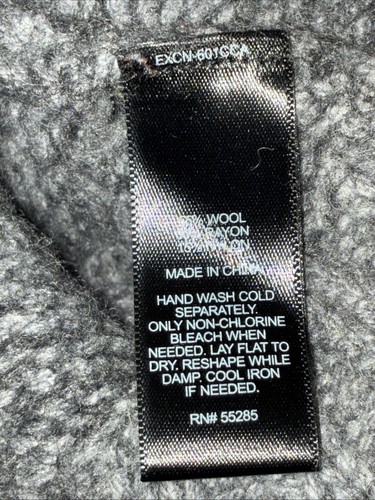 EXCN-601CCA
% WOOL
RAYON
MADE IN CHINA
HAND WASH COLD
SEPARATELY.
ONLY NON-CHLORINE
BLEACH WHEN
NEEDED. LAY FLAT TO
DRY. RESHAPE WHILE
DAMP. COOL IRON
IF NEEDED.
RN# 55285